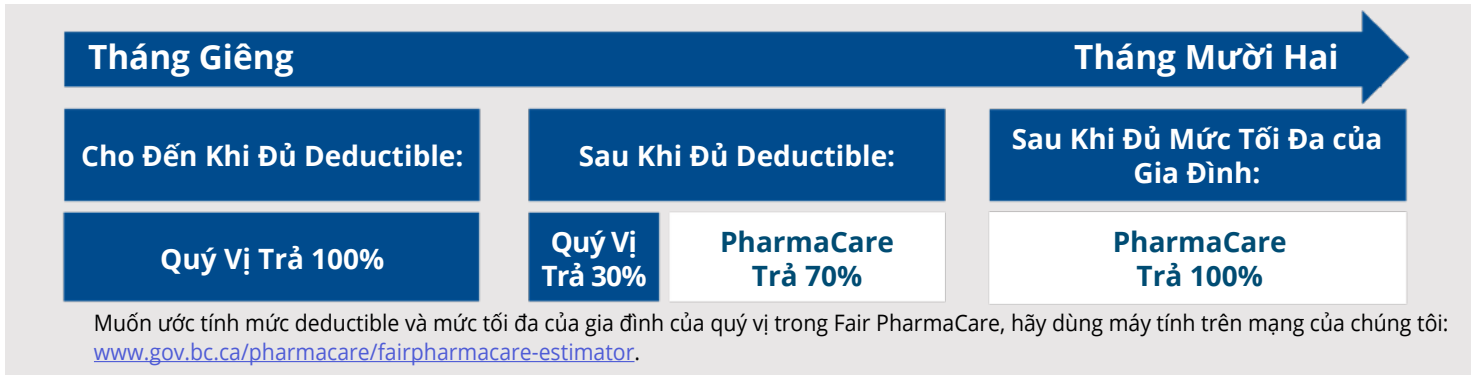 Tháng Giêng
Tháng Mười Hai
Cho Đến Khi Đủ Deductible:
Sau Khi Đủ Deductible:
Sau Khi Đủ Mức Tối Đa của
Gia Đình:
Quý Vị Trả 100%
Quý Vị
Trả 30%
PharmaCare
Trả 70%
PharmaCare
Trả 100%
Muốn ước tính mức deductible và mức tối đa của gia đình của quý vị trong Fair PharmaCare, hãy dùng máy tính trên mạng của chúng tôi:
www.gov.bc.ca/pharmacare/fairpharmacare-estimator.